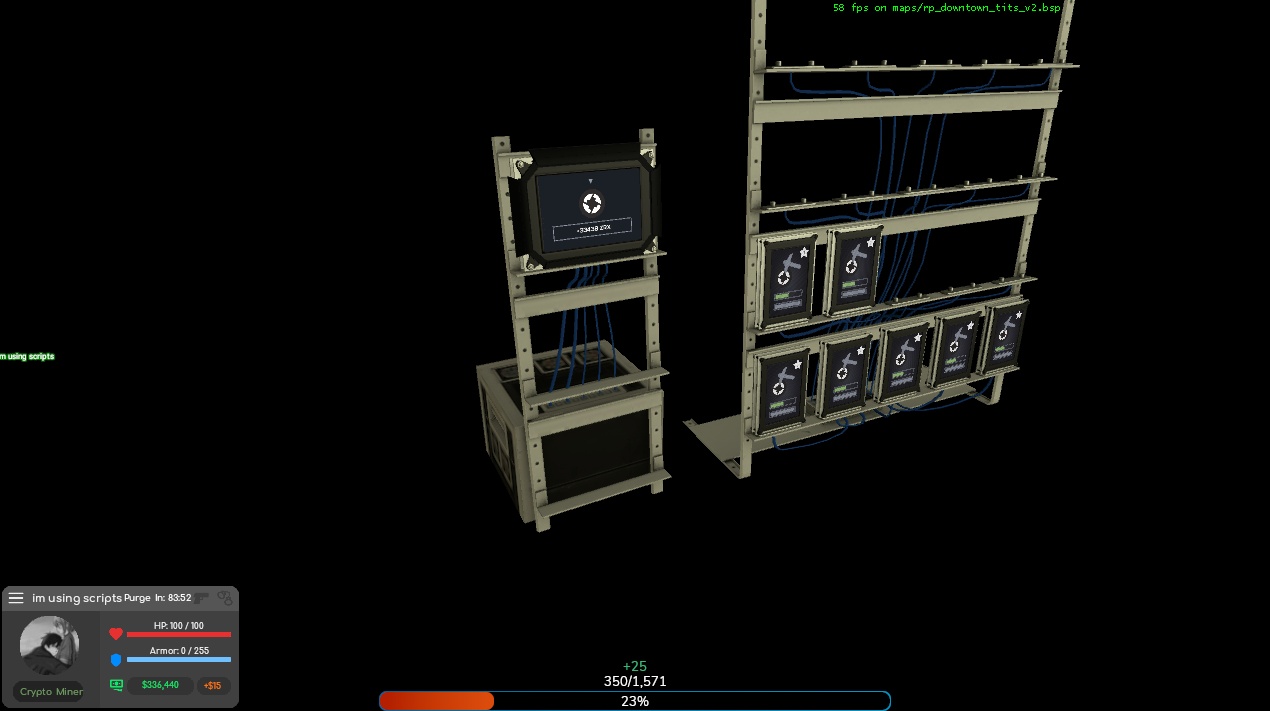 58 fps on maps/rp_downtown_tits_v2.bsp
m using scripts
im using scripts Purge In: 83:52
HP: 100 / 100
Armor: 0 / 255
Crypto Miner
$336,440 +$15
+25
350/1,571
23%